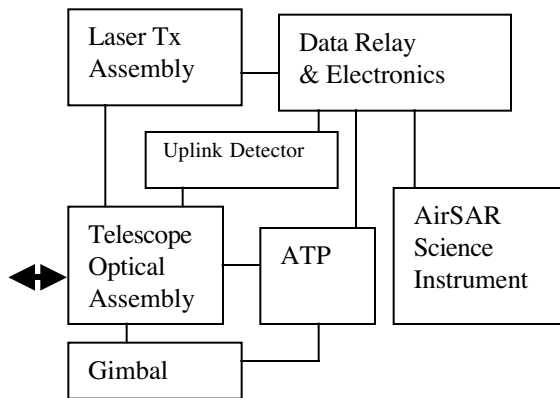 Laser Tx
Assembly
Data Relay
& Electronics
Uplink Detector
Telescope
Optical
Assembly
ATP
AirSAR
Science
Instrument
Gimbal